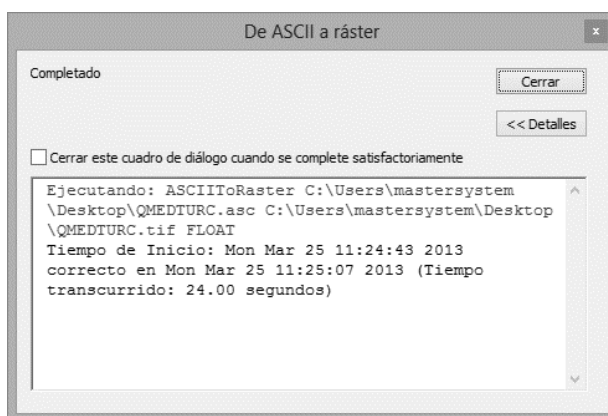 De ASCII a ráster
x
Completado
Cerrar
<< Detalles
Cerrar este cuadro de diálogo cuando se complete satisfactoriamente
Ejecutando: ASCIIToRaster C:\Users\mastersystem
\Desktop\QMEDTURC.asc C:\Users\mastersystem\Desktop
\QMEDTURC.tif FLOAT
Tiempo de Inicio: Mon Mar 25 11:24:43 2013
correcto en Mon Mar 25 11:25:07 2013 (Tiempo
transcurrido: 24.00 segundos)